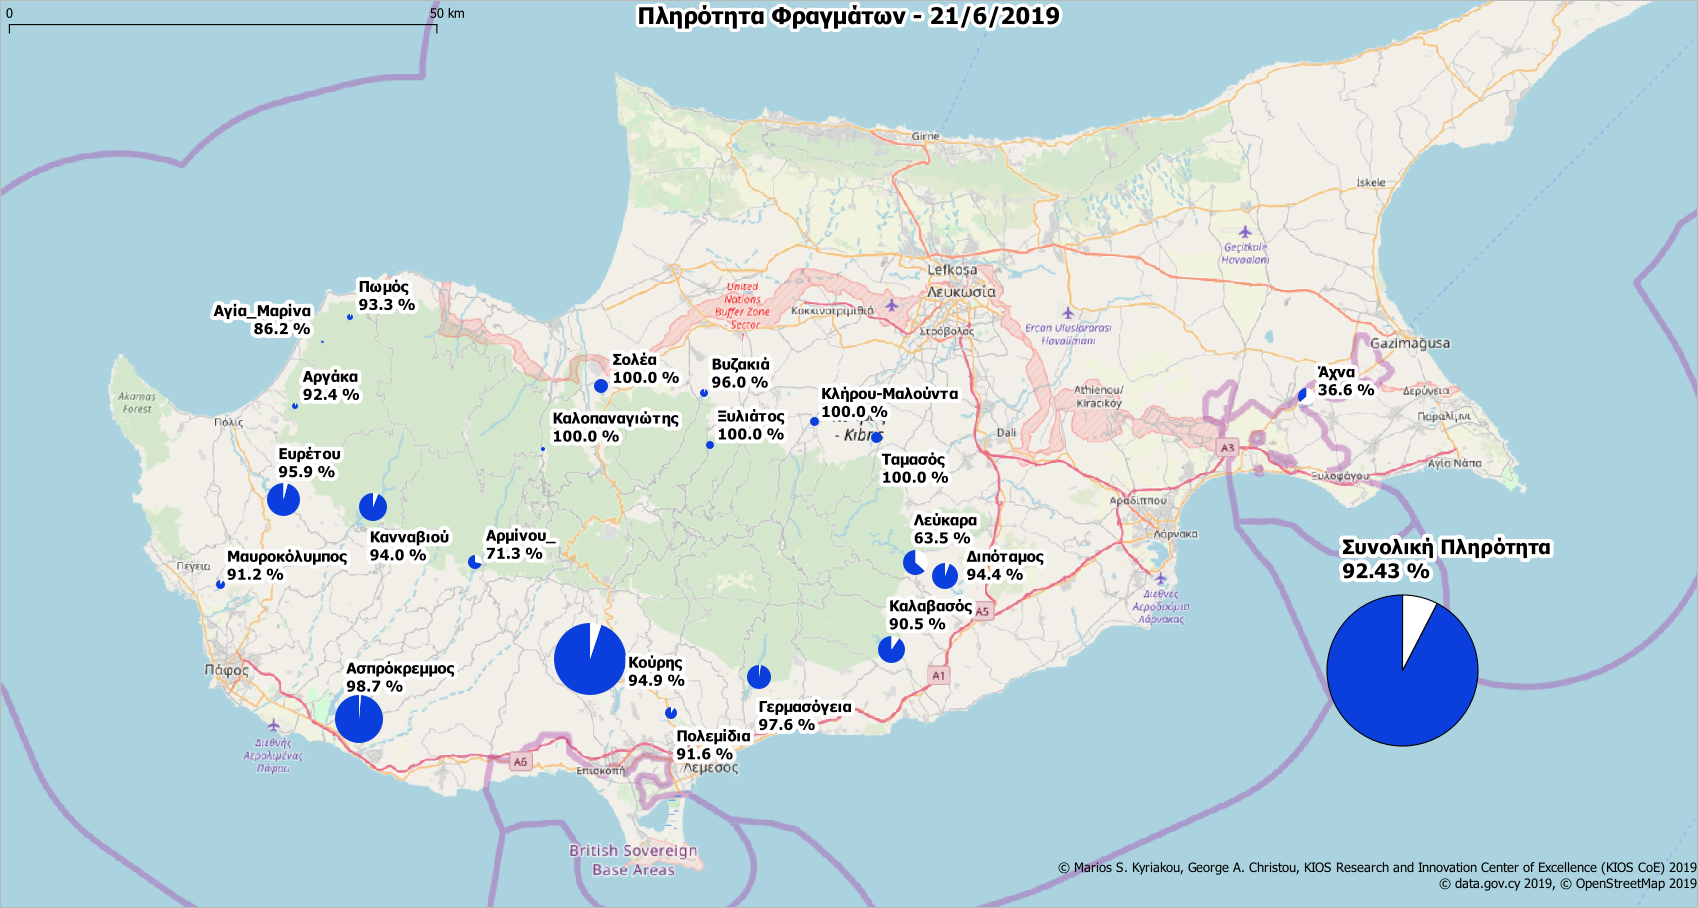 0
50 km
Πληρότητα Φραγμάτων - 21/6/2019
Girne
İskele
Geçitkale
Havaalanı
Lefkoşa
Λευκωσία
United
Nations
Buffer Zone
Sector
Κοκκινοτριμιθιά
Στρόβολος
Ercan Uluslararası
Havalimanı
Gazimağusa
Πωμός
93.3 %
Αγία_Μαρίνα
86.2 %
Σολέα
100.0 %
Βυζακιά
96.0 %
Άχνα
36.6 %
Αργάκα
92.4 %
Akamas
Forest
Κλήρου-Μαλούντα
100.0 %
- Kıbrıs
Athienou/
Kiracıköy
Δερύνεια
Παραλίμνι
Πόλις
Καλοπαναγιώτης
100.0 %
Ξυλιάτος
100.0 %
Dali
A3
Ευρέτου
95.9 %
Ταμασός
100.0 %
Αγία Νάπα
Ξυλοφάγου
Αραδίππου
Κανναβιού
94.0 %
Αρμίνου_
71.3 %
Λεύκαρα
63.5 %
Λάρνακα
Μαυροκόλυμπος
91.2 %
Πέγεια
Διπόταμος
94.4 %
Συνολική Πληρότητα
92.43 %
Διεθνές
Αεροδρόμιο
Λάρνακας
Καλαβασός
90.5 %
A5
Πάφος
Ασπρόκρεμμος
98.7 %
Κούρης
94.9 %
A1
Γερμασόγεια
97.6 %
Διεθνής
Αερολιμένας
Πάφου
Πολεμίδια
91.6 %
A6
Επισκοπή
Λεμεσός
British Sovereign
Base Areas
© Marios S. Kyriakou, George A. Christou, KIOS Research and Innovation Center of Excellence (KIOS CoE) 2019
© data.gov.cy 2019, © OpenStreetMap 2019